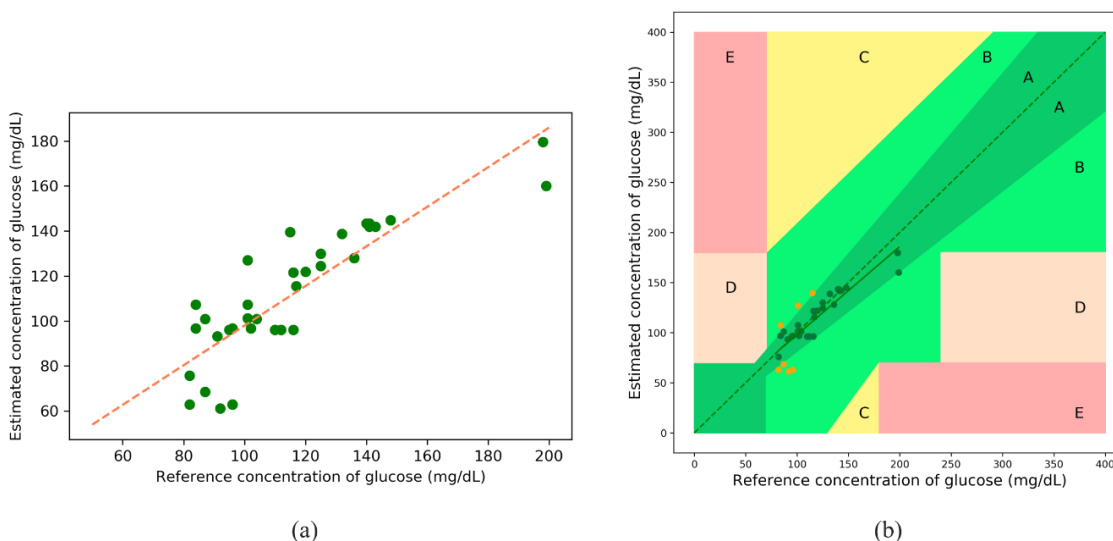 Estimated concentration of glucose (mg/dL)
180
160
140
120
100
80
60
60 80 100 120 140 160 180 200
Reference concentration of glucose (mg/dL)
(a)
Estimated concentration of glucose (mg/dL)
400
350
300
250
200
150
100
50
0
E C B A
A
B
D D
C E
0 50 100 150 200 250 300 350 400
Reference concentration of glucose (mg/dL)
(b)